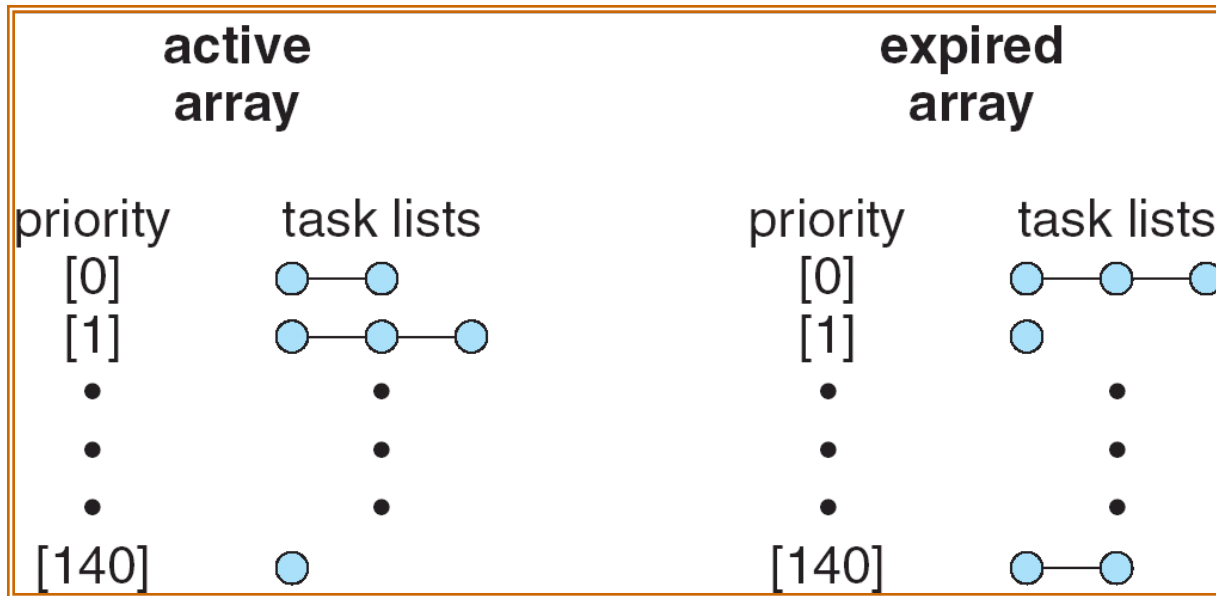 active
array
expired
array
priority task lists priority task lists
[0] [0]
[1] [1]
[140] [140]